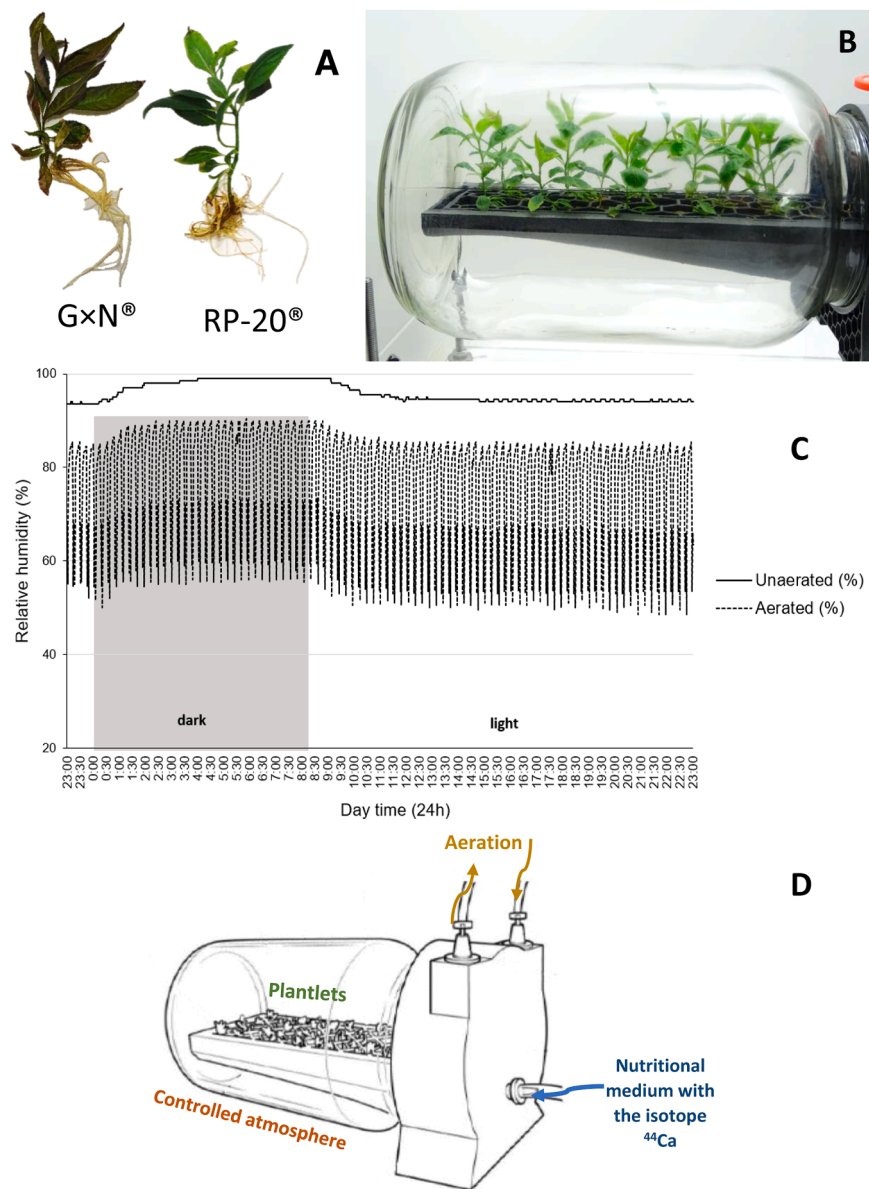 A
B
G×N®
RP-20®
C
100
80
60
40
20
Relative humidity (%)
dark
light
Unaerated (%)
Aerated (%)
23:00
23:30
0:00
0:30
1:00
2:00
2:30
3:00
3:30
4:00
4:30
5:00
5:30
6:00
6:30
7:00
7:30
8:00
8:30
9:00
9:30
10:30
11:00
11:30
12:00
12:30
13:00
13:30
14:00
14:30
15:00
15:30
16:00
16:30
17:00
17:30
18:00
18:30
19:00
19:30
20:00
20:30
21:00
21:30
22:00
22:30
23:00
Day time (24h)
D
Aeration
Plantlets
Controlled atmosphere
Nutritional
medium with
the isotope
⁴⁴Ca